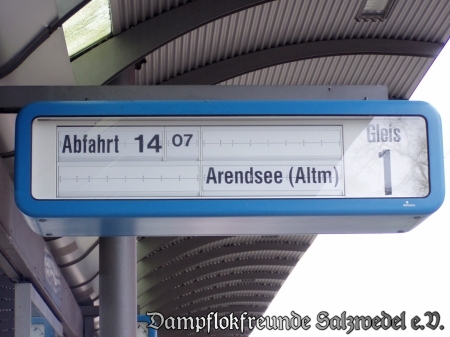 Abfahrt 14 07
Gleis
Arendsee (Altm)
1
Dampflokfreunde Salzwedel e.V.